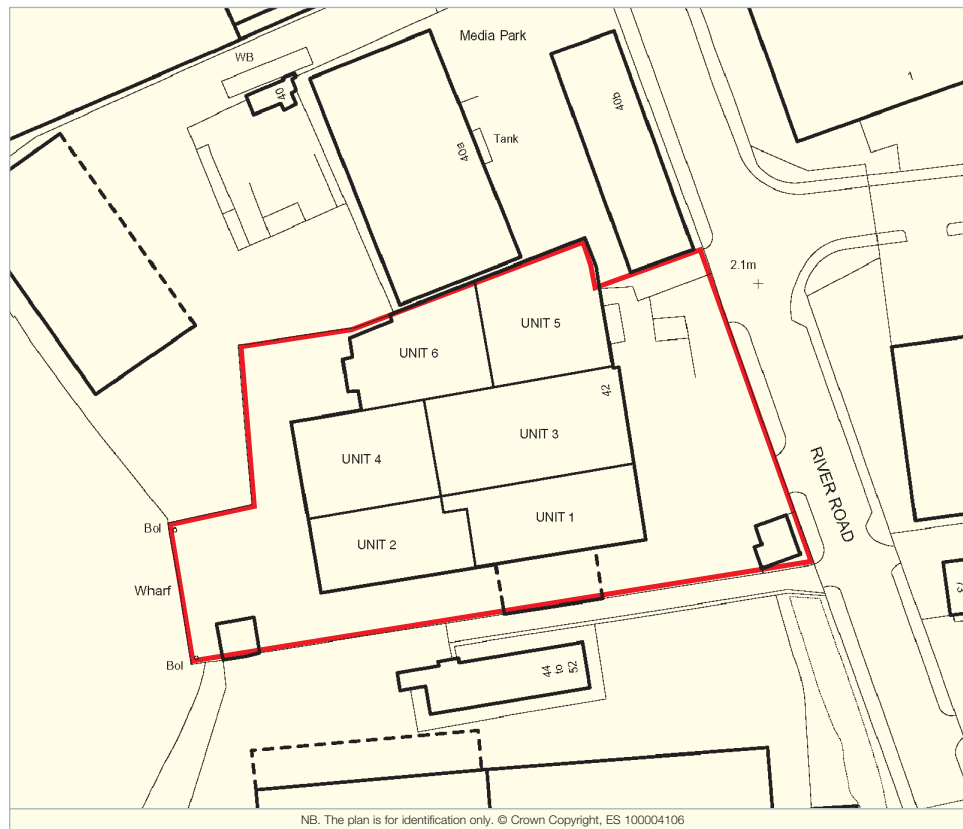 Media Park
WB
40
40a
Tank
40b
1
2.1m
UNIT 5
UNIT 6
42
UNIT 3
UNIT 4
RIVER ROAD
UNIT 1
Bol
UNIT 2
Wharf
Bol
44
to
52
NB. The plan is for identification only. © Crown Copyright, ES 100004106